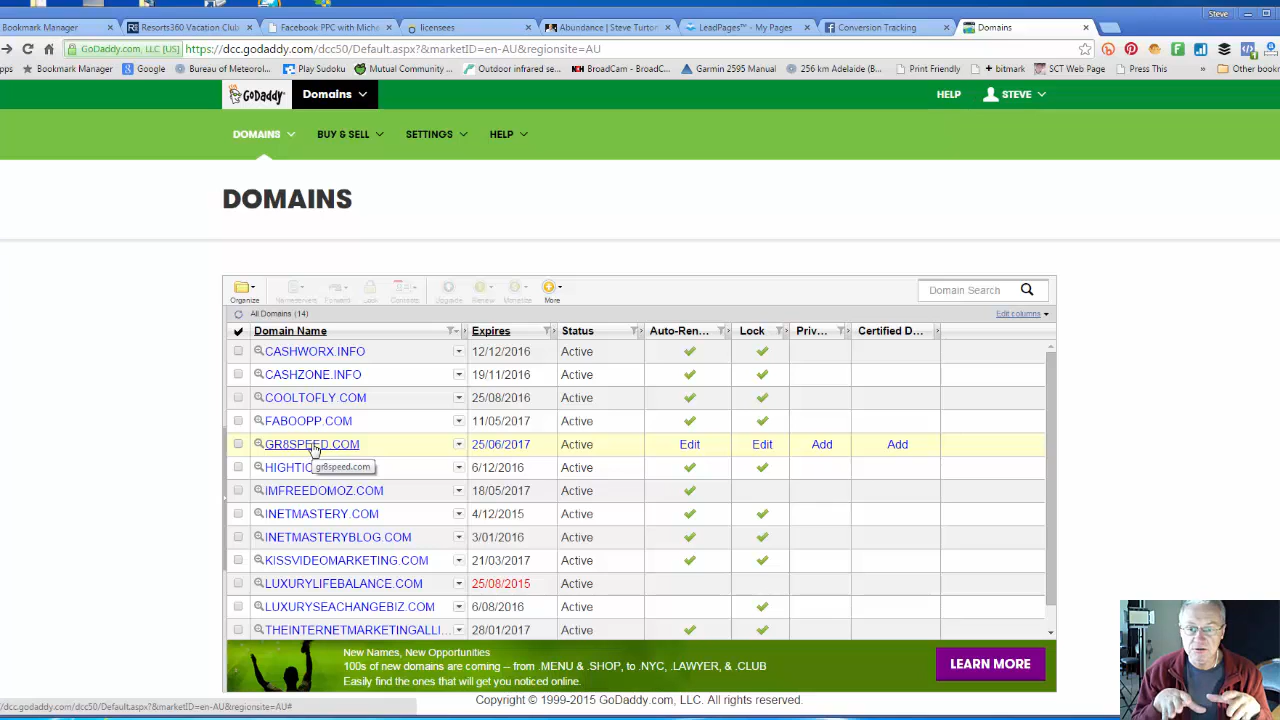 Steve
Bookmark Manager
Resorts360 Vacation Club
Facebook PPC with Miche
licensees
Abundance | Steve Turto
LeadPages™ - My Pages
Conversion Tracking
Domains
GoDaddy.com, LLC [US]
https://dcc.godaddy.com/dcc50/Default.aspx?&marketID=en-AU&regionsite=AU
pps
Bookmark Manager
Google
Bureau of Meteorol...
Play Sudoku
Mutual Community ...
Outdoor infrared se...
BroadCam - BroadC...
Garmin 2595 Manual
256 km Adelaide (B...
Print Friendly
+ bitmark
SCT Web Page
Press This
»
Other bookm
GoDaddy™
Domains
HELP
STEVE
DOMAINS
BUY & SELL
SETTINGS
HELP
DOMAINS
Organize
Nameservers
Forward
Lock
Upgrade
Renew
More
Domain Search
All Domains (14)
Edit columns
Domain Name Expires Status Auto-Ren... Lock Priv... Certified D...
CASHWORX.INFO 12/12/2016 Active
CASHZONE.INFO 19/11/2016 Active
COOLTOFLY.COM 25/08/2016 Active
FABOOPP.COM 11/05/2017 Active
GR8SPEED.COM 25/06/2017 Active Edit Edit Add Add
HIGHTIC 6/12/2016 Active
gr8speed.com
IMFREEDOMOZ.COM 18/05/2017 Active
INETMASTERY.COM 4/12/2015 Active
INETMASTERYBLOG.COM 3/01/2016 Active
KISSVIDEOMARKETING.COM 21/03/2017 Active
LUXURYLIFEBALANCE.COM 25/08/2015 Active
LUXURYSEACHANGEBIZ.COM 6/08/2016 Active
THEINTERNETMARKETINGALLI... 28/01/2017 Active
New Names, New Opportunities
100s of new domains are coming -- from .MENU & .SHOP, to .NYC, .LAWYER, & .CLUB
Easily find the ones that will get you noticed online.
LEARN MORE
Copyright © 1999-2015 GoDaddy.com, LLC. All rights reserved.
/dcc.godaddy.com/dcc50/Default.aspx?&marketID=en-AU&regionsite=AU#